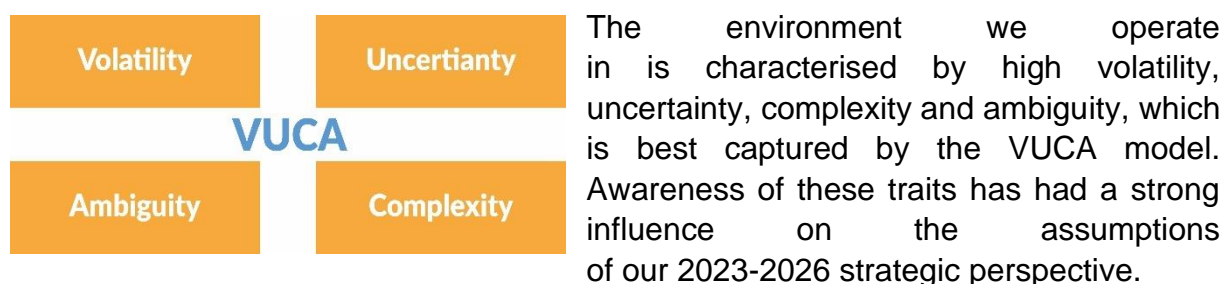 Volatility
Uncertianty
VUCA
Ambiguity
Complexity
The environment we operate
in is characterised by high volatility,
uncertainty, complexity and ambiguity, which
is best captured by the VUCA model.
Awareness of these traits has had a strong
influence on the assumptions
of our 2023-2026 strategic perspective.